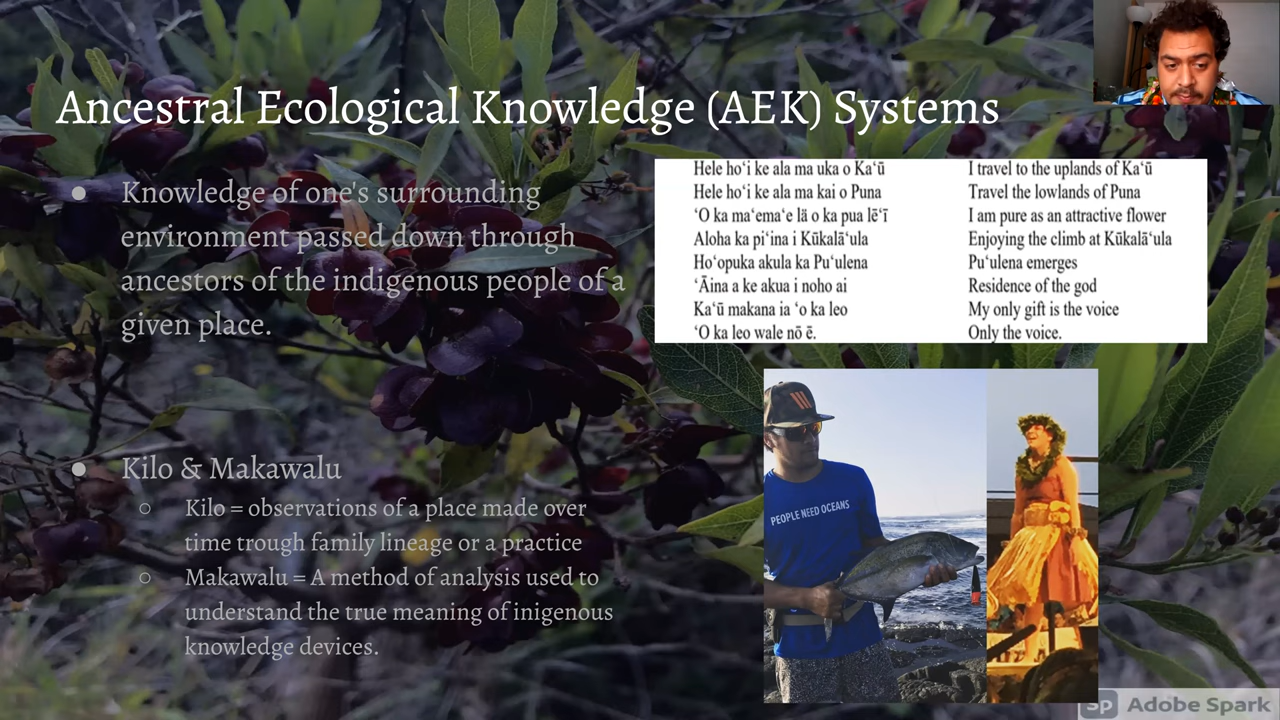 Ancestral Ecological Knowledge (AEK) Systems
Knowledge of one's surrounding
environment passed down through
ancestors of the indigenous people of a
given place.
Kilo & Makawalu
Kilo = observations of a place made over
time trough family lineage or a practice
Makawalu = A method of analysis used to
understand the true meaning of inigenous
knowledge devices.
Hele hoʻi ke ala ma uka o Kaʻū
Hele hoʻi ke ala ma kai o Puna
ʻO ka maʻemaʻe lä o ka pua lēʻī
Aloha ka piʻina i Kūkalāʻula
Hoʻopuka akula ka Puʻulena
ʻĀina a ke akua i noho ai
Kaʻū makana ia ʻo ka leo
ʻO ka leo wale nō ē.
I travel to the uplands of Kaʻū
Travel the lowlands of Puna
I am pure as an attractive flower
Enjoying the climb at Kūkalāʻula
Puʻulena emerges
Residence of the god
My only gift is the voice
Only the voice.
PEOPLE NEED OCEANS
Sp Adobe Spark